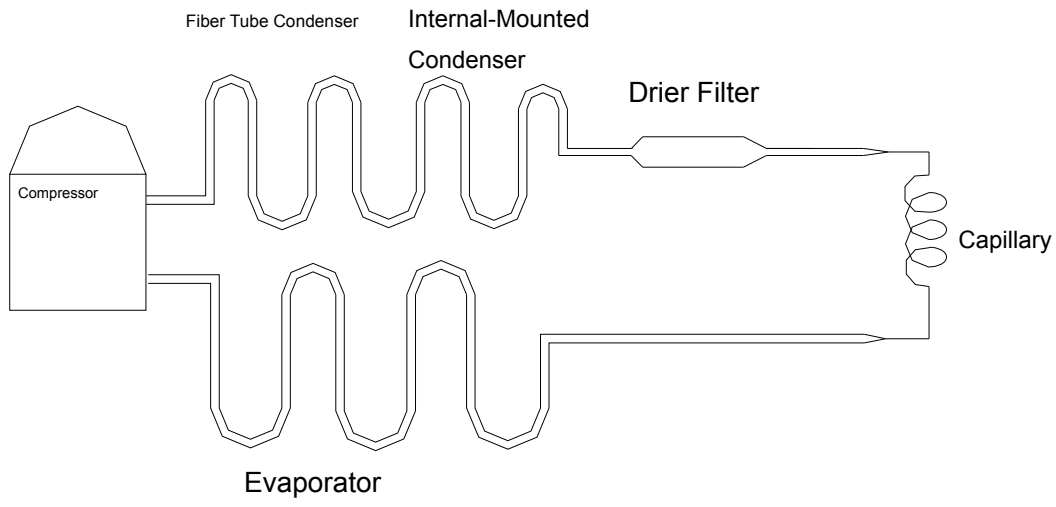 Fiber Tube Condenser
Internal-Mounted
Condenser
Drier Filter
Compressor
Capillary
Evaporator